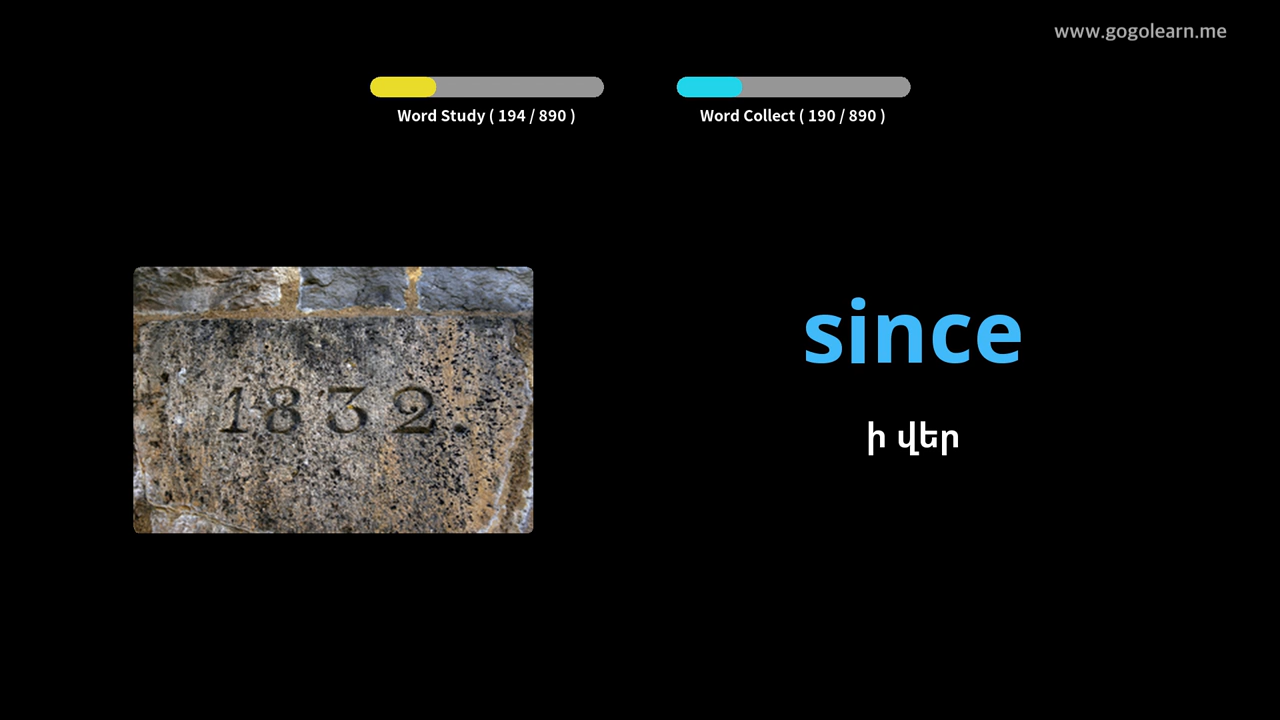 www.gogolearn.me
Word Study ( 194 / 890 )
Word Collect ( 190 / 890 )
1832.
since
ի վեր